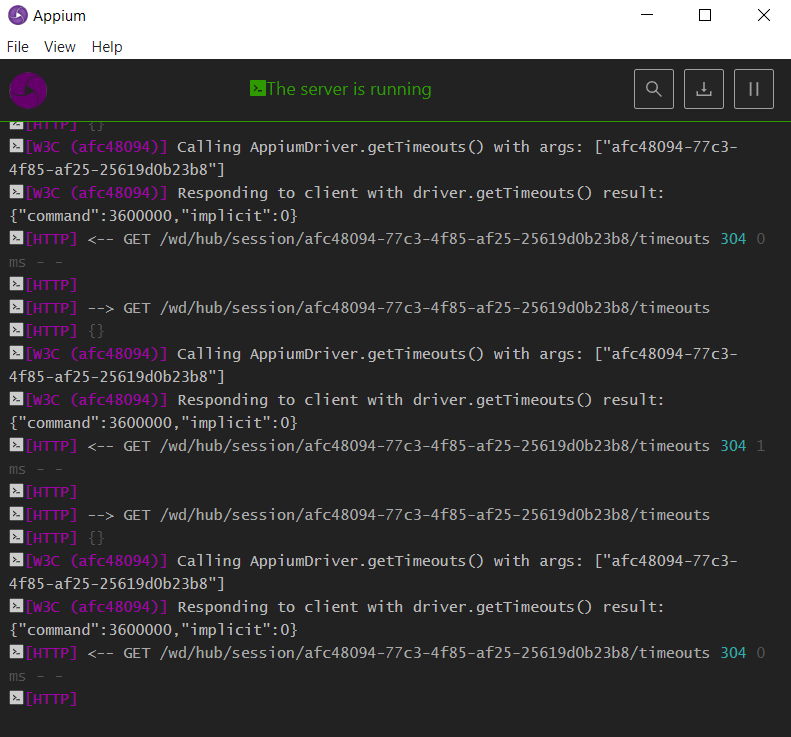 Appium
File View Help
The server is running
[HTTP] {}
[W3C (afc48094)] Calling AppiumDriver.getTimeouts() with args: ["afc48094-77c3-
4f85-af25-25619d0b23b8"]
[W3C (afc48094)] Responding to client with driver.getTimeouts() result:
{"command":3600000,"implicit":0}
[HTTP] <-- GET /wd/hub/session/afc48094-77c3-4f85-af25-25619d0b23b8/timeouts 304 0
ms - -
[HTTP]
[HTTP] --> GET /wd/hub/session/afc48094-77c3-4f85-af25-25619d0b23b8/timeouts
[HTTP] {}
[W3C (afc48094)] Calling AppiumDriver.getTimeouts() with args: ["afc48094-77c3-
4f85-af25-25619d0b23b8"]
[W3C (afc48094)] Responding to client with driver.getTimeouts() result:
{"command":3600000,"implicit":0}
[HTTP] <-- GET /wd/hub/session/afc48094-77c3-4f85-af25-25619d0b23b8/timeouts 304 1
ms - -
[HTTP]
[HTTP] --> GET /wd/hub/session/afc48094-77c3-4f85-af25-25619d0b23b8/timeouts
[HTTP] {}
[W3C (afc48094)] Calling AppiumDriver.getTimeouts() with args: ["afc48094-77c3-
4f85-af25-25619d0b23b8"]
[W3C (afc48094)] Responding to client with driver.getTimeouts() result:
{"command":3600000,"implicit":0}
[HTTP] <-- GET /wd/hub/session/afc48094-77c3-4f85-af25-25619d0b23b8/timeouts 304 0
ms - -
[HTTP]